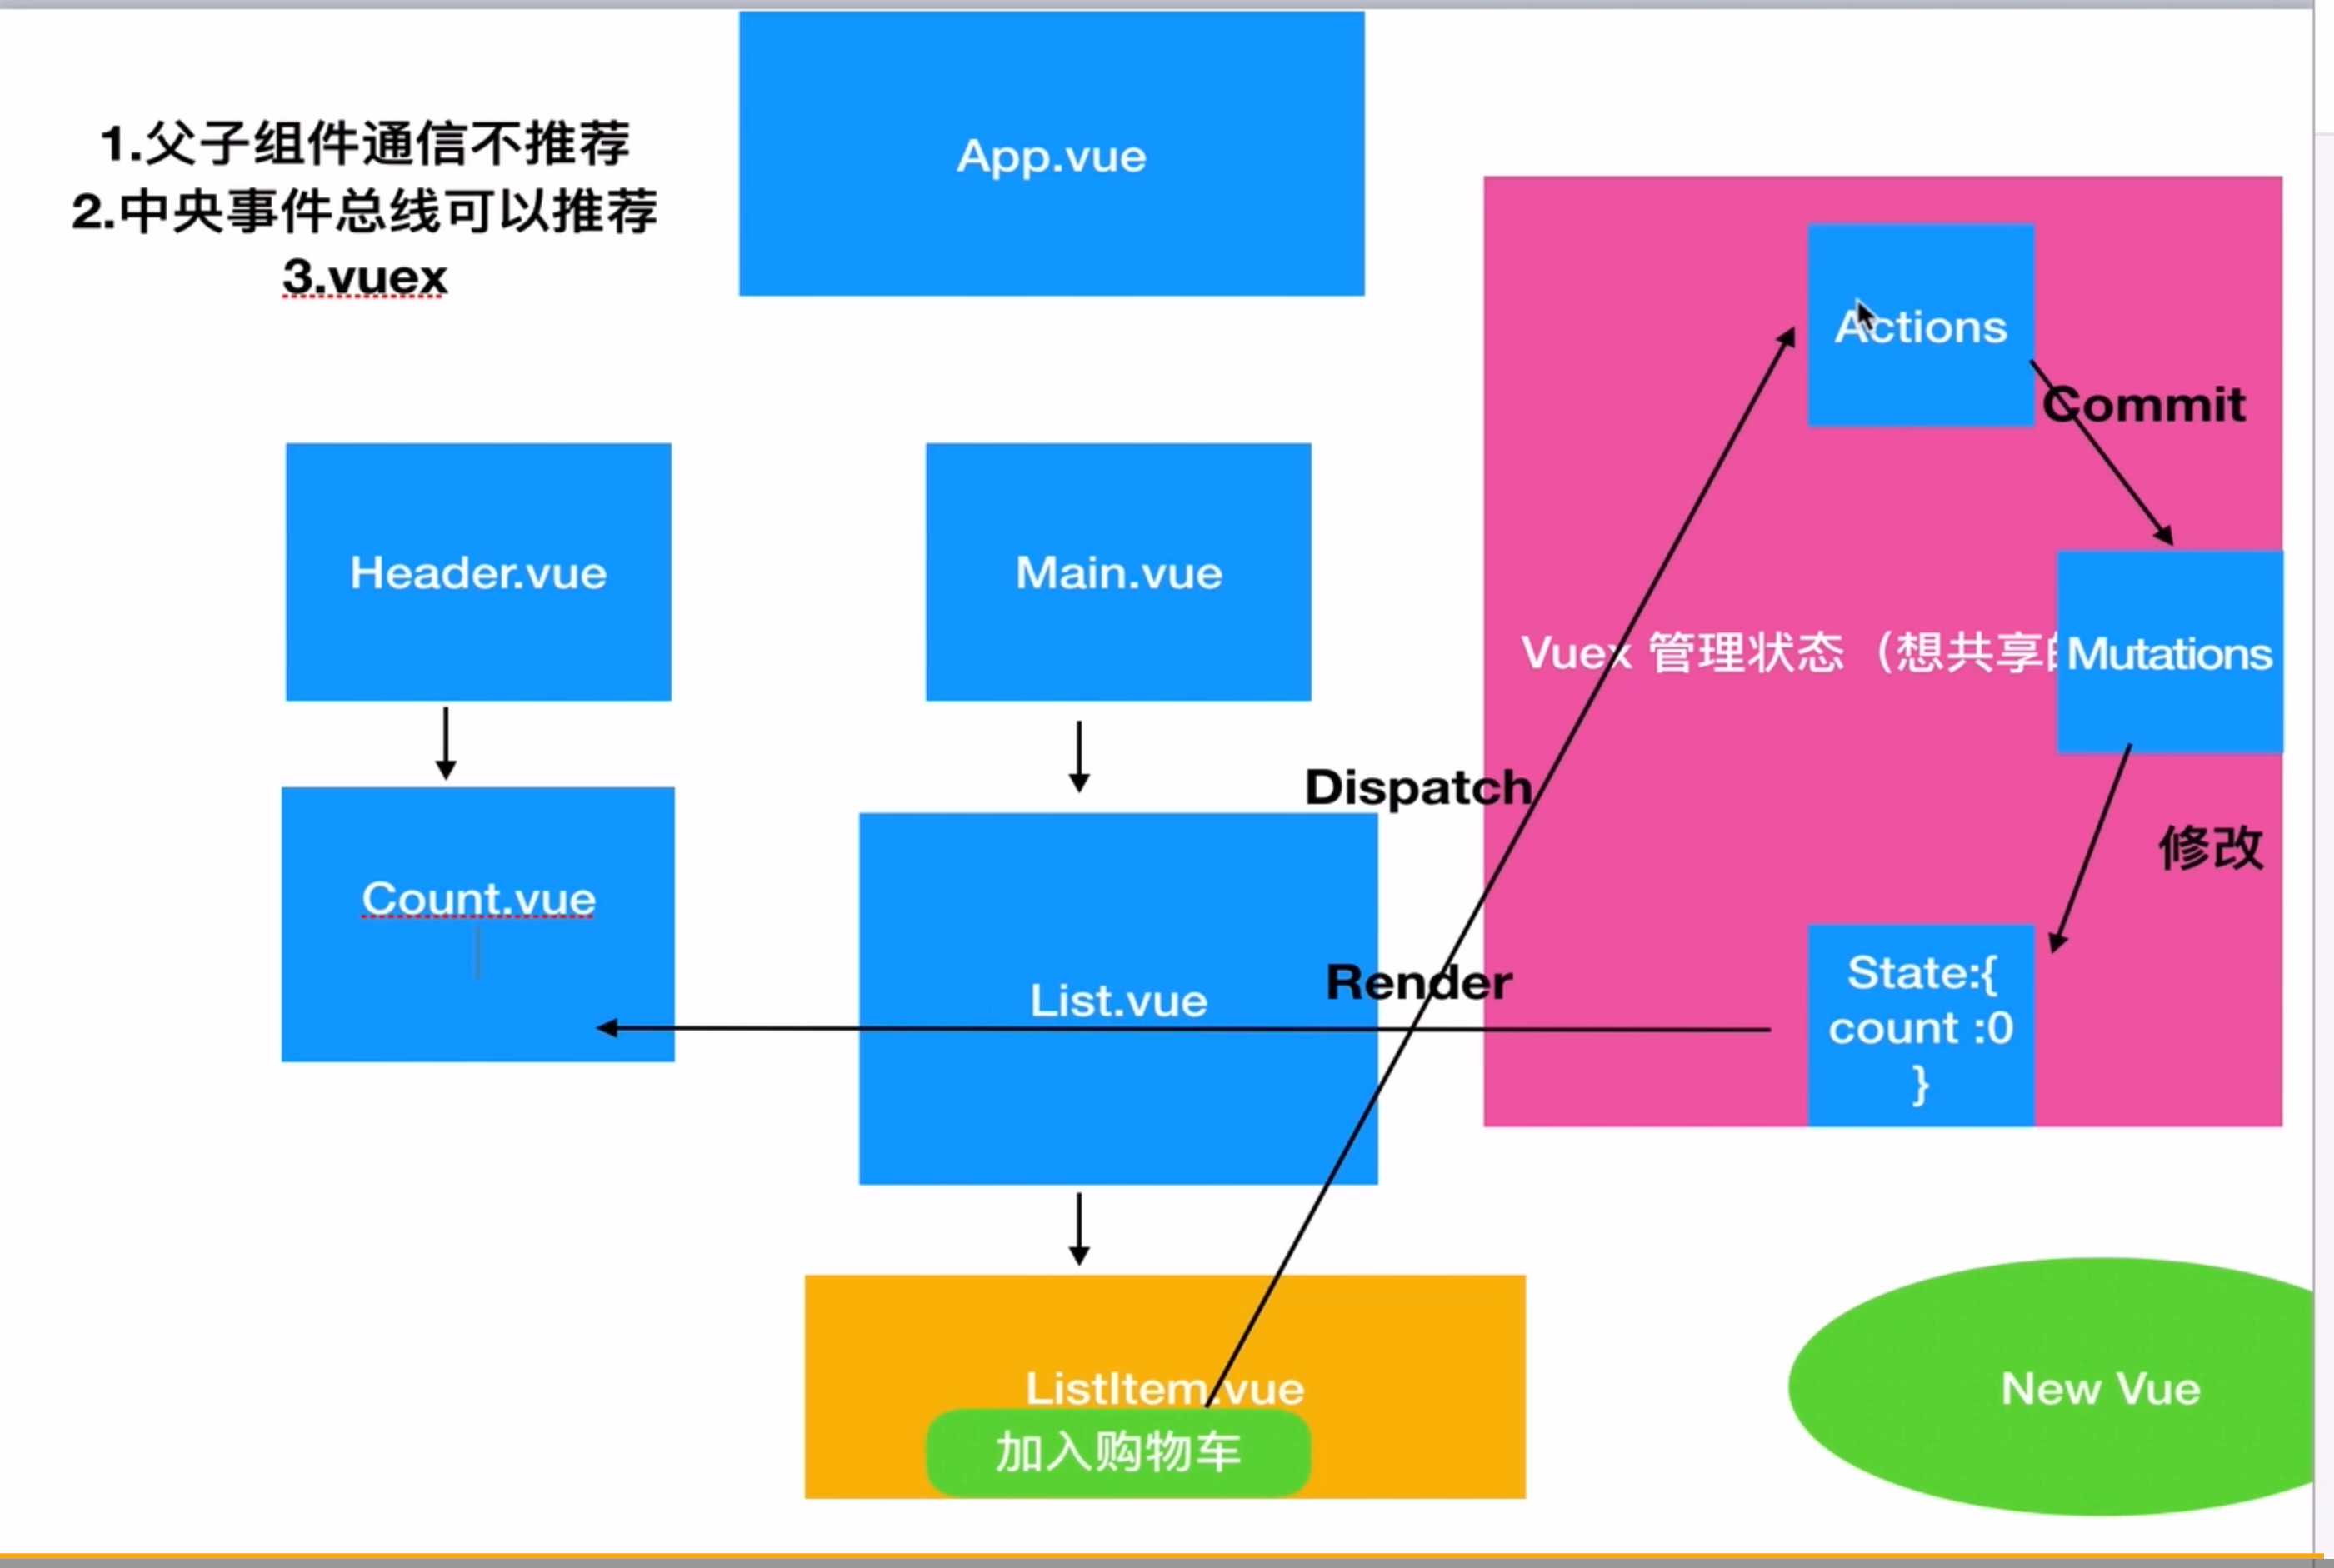 1.父子组件通信不推荐
2.中央事件总线可以推荐
3.vuex
App.vue
Header.vue
Main.vue
Count.vue
List.vue
ListItem.vue
加入购物车
Dispatch
Render
Actions
Commit
Vuex 管理状态（想共享
Mutations
修改
State:{
count :0
}
New Vue